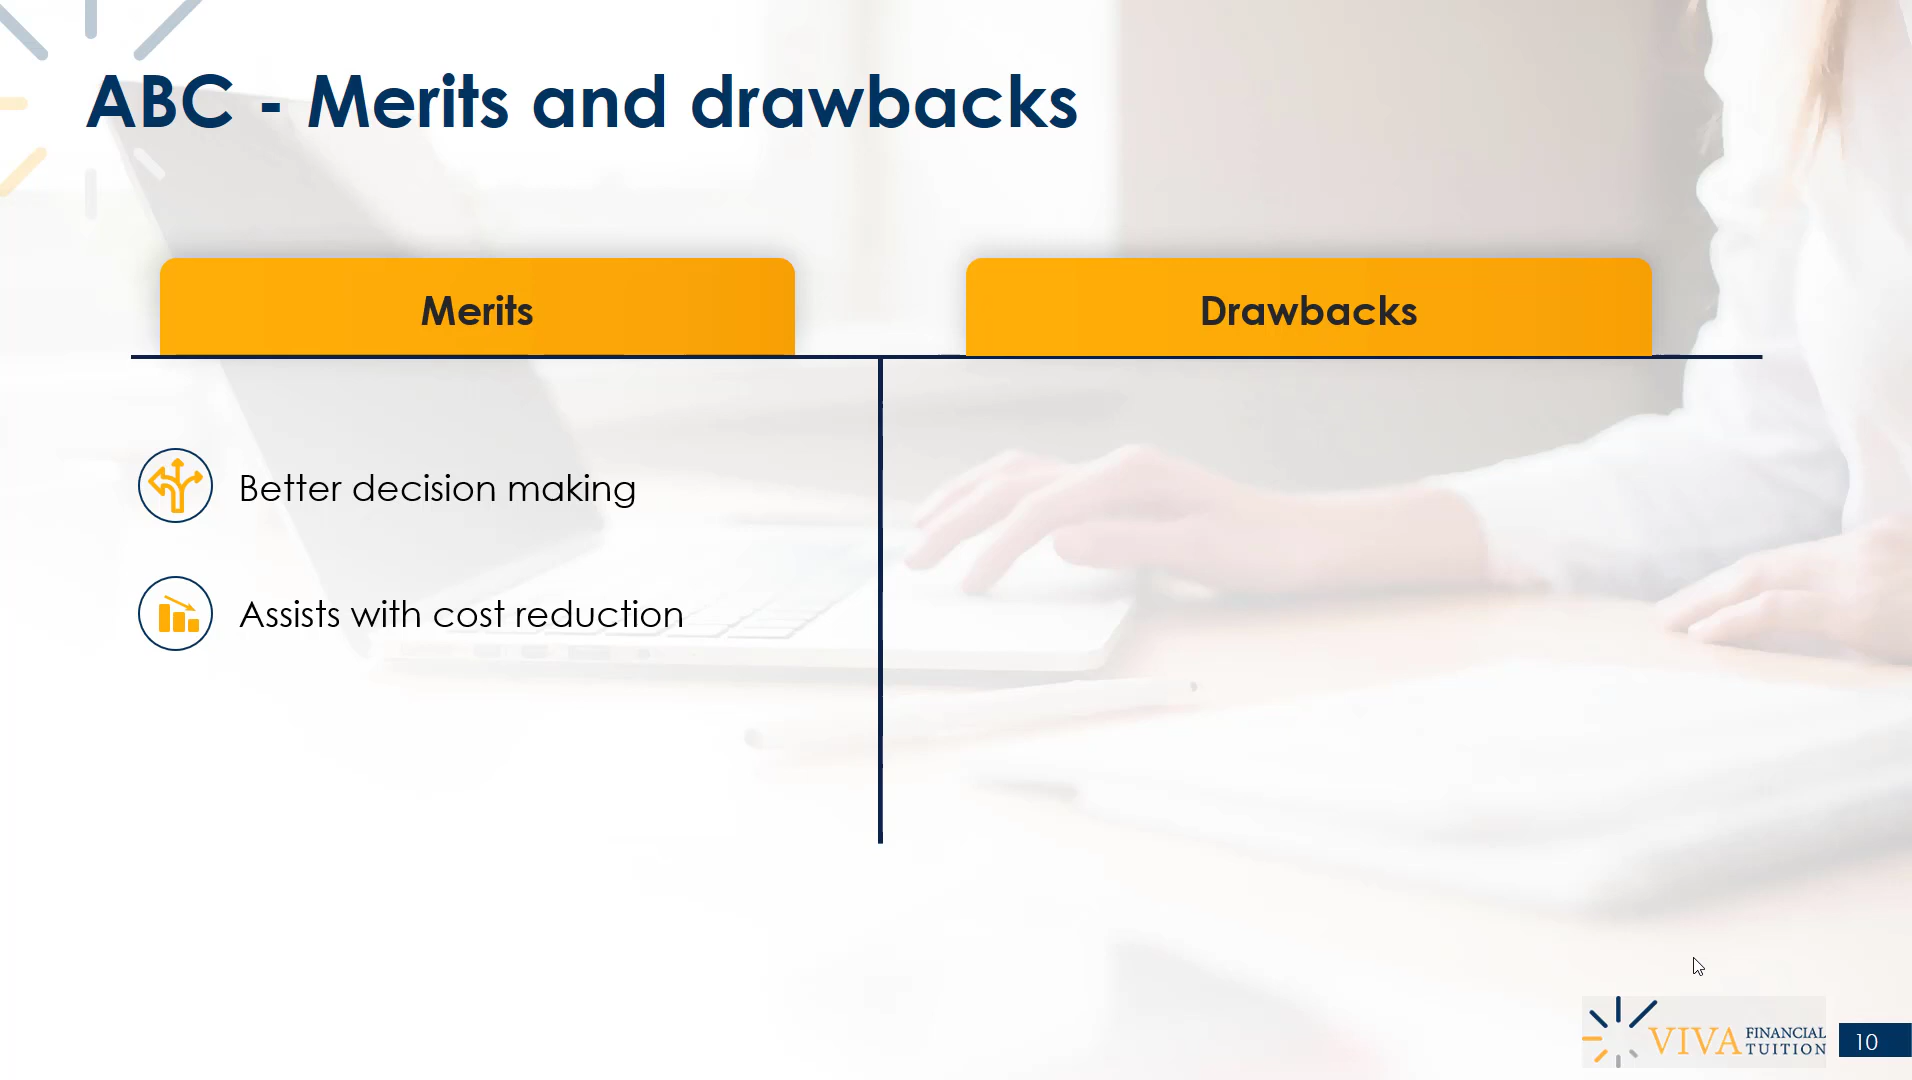 ABC - Merits and drawbacks
Merits
Drawbacks
Better decision making
Assists with cost reduction
VIVA FINANCIAL
TUITION
10